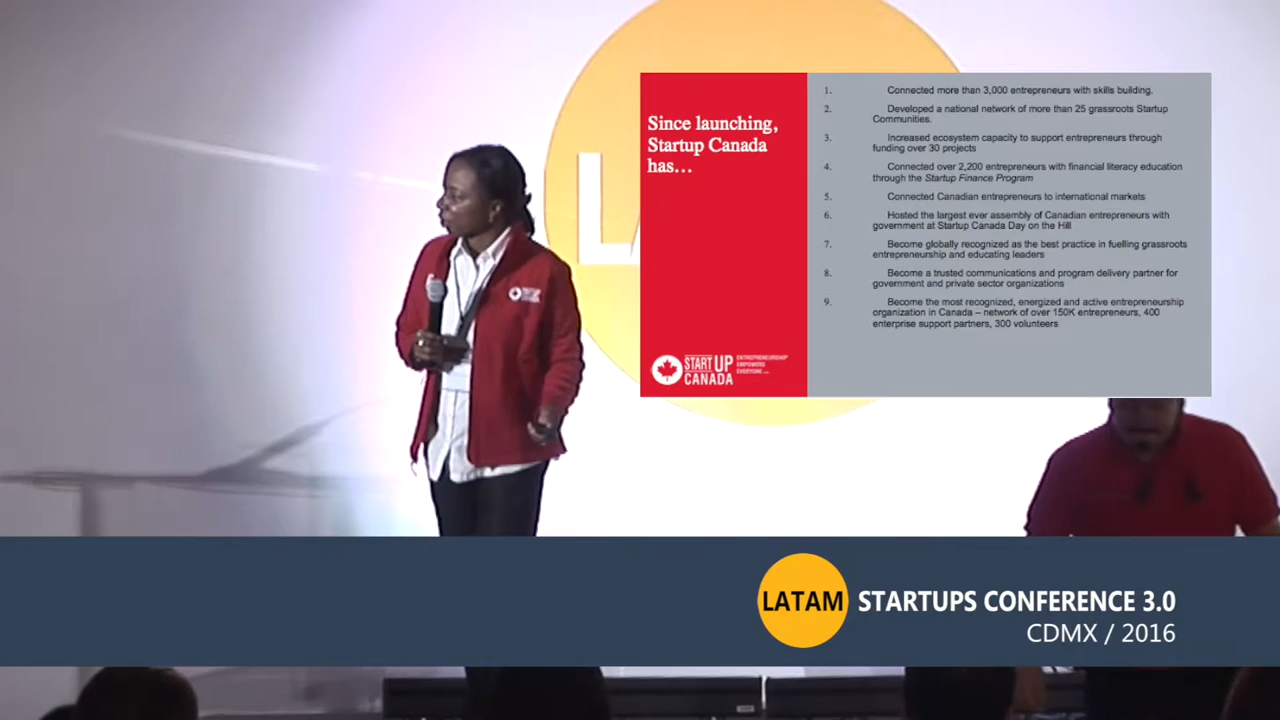 Since launching,
Startup Canada
has...
START UP
CANADA
ENTREPRENEURSHIP
EMPOWERS
EVERYONE
1. Connected more than 3,000 entrepreneurs with skills building.
2. Developed a national network of more than 25 grassroots Startup
Communities.
3. Increased ecosystem capacity to support entrepreneurs through
funding over 30 projects
4. Connected over 2,200 entrepreneurs with financial literacy education
through the Startup Finance Program
5. Connected Canadian entrepreneurs to international markets
6. Hosted the largest ever assembly of Canadian entrepreneurs with
government at Startup Canada Day on the Hill
7. Become globally recognized as the best practice in fuelling grassroots
entrepreneurship and educating leaders
8. Become a trusted communications and program delivery partner for
government and private sector organizations
9. Become the most recognized, energized and active entrepreneurship
organization in Canada – network of over 150K entrepreneurs, 400
enterprise support partners, 300 volunteers
LATAM STARTUPS CONFERENCE 3.0
CDMX / 2016